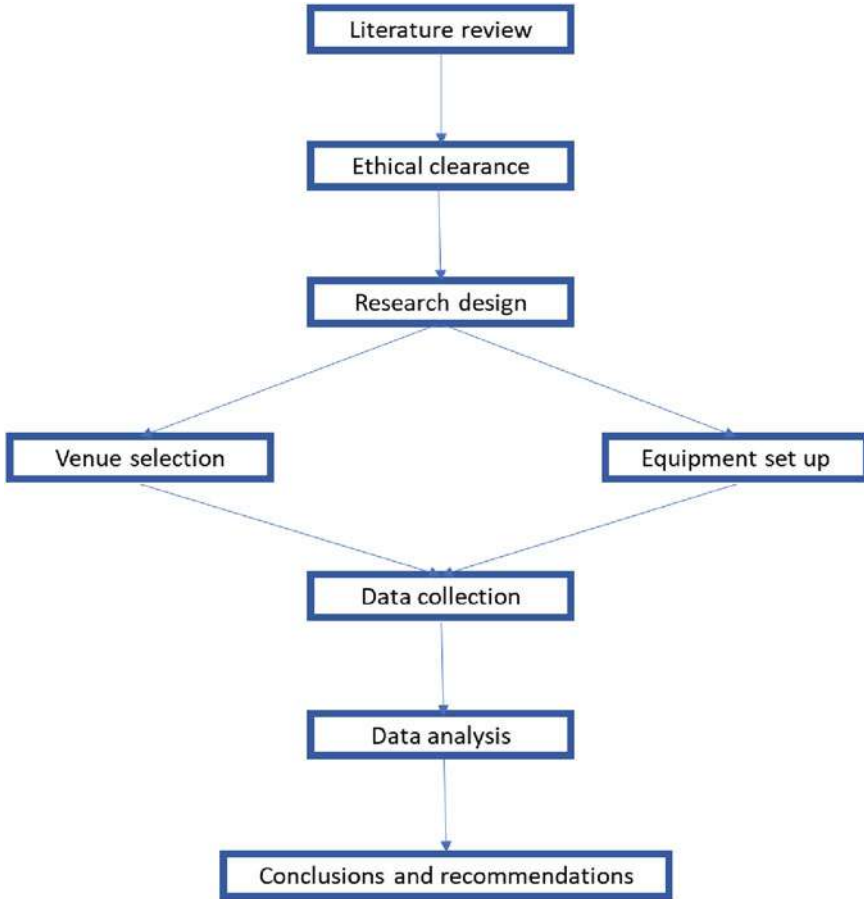 Literature review
Ethical clearance
Research design
Venue selection
Equipment set up
Data collection
Data analysis
Conclusions and recommendations